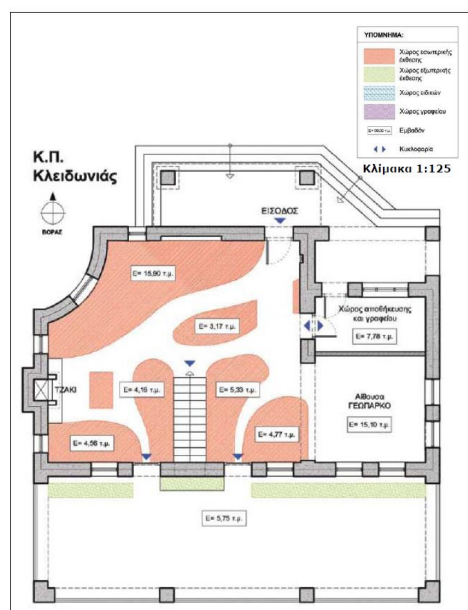 ΥΠΟΜΝΗΜΑ:
Χώρος εσωτερικής
έκθεσης
Χώρος εξωτερικής
έκθεσης
Χώρος ειδικών
Χώρος γραφείου
Εμβαδόν
Κυκλοφορία
Κλίμακα 1:125
Κ.Π.
Κλειδωνιάς
ΒΟΡΑΣ
ΕΙΣΟΔΟΣ
Ε= 3,17 τ.μ.
Χώρος αποθήκευσης
και γραφείου
Ε= 7,78 τ.μ.
ΤΖΑΚΙ
Ε= 4,16 τ.μ.
Ε= 5,33 τ.μ.
Αίθουσα
ΓΕΩΠΑΡΚΟ
Ε= 15,10 τ.μ.
Ε= 4,56 τ.μ.
Ε= 4,77 τ.μ.
Ε= 5,75 τ.μ.